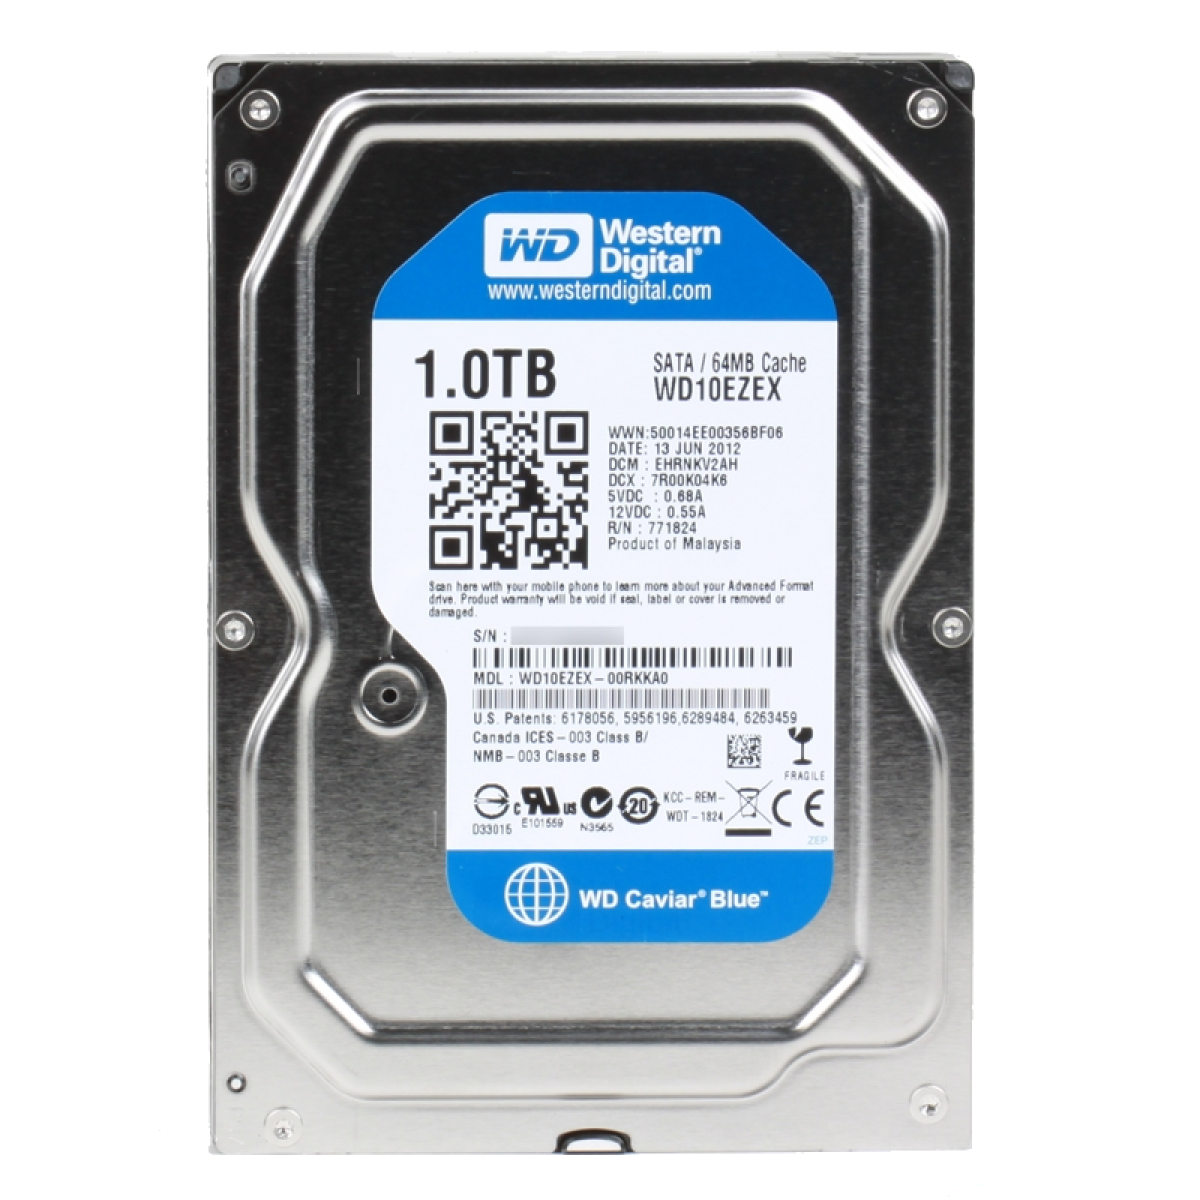 WD Western
Digital®
www.westerndigital.com
1.0TB
SATA / 64MB Cache
WD10EZEX
WWN:50014EE00356BF06
DATE: 13 JUN 2012
DCM : EHRNKV2AH
DCX : 7R00K04K6
5VDC : 0.68A
12VDC : 0.55A
R/N : 771824
Product of Malaysia
Scan here with your mobile phone to learn more about your Advanced Format
drive. Product warranty will be void if seal, label or cover is removed or
damaged.
S/N :
MDL : WD10EZEX-00RKKA0
U.S. Patents: 6178056, 5956196,6289484, 6263459
Canada ICES-003 Class B/
NMB-003 Classe B
FRAGILE
D33015
c UL us
E101559
N3565
20
KCC-REM-
WDT-1824
CE
ZEP
WD Caviar® Blue™